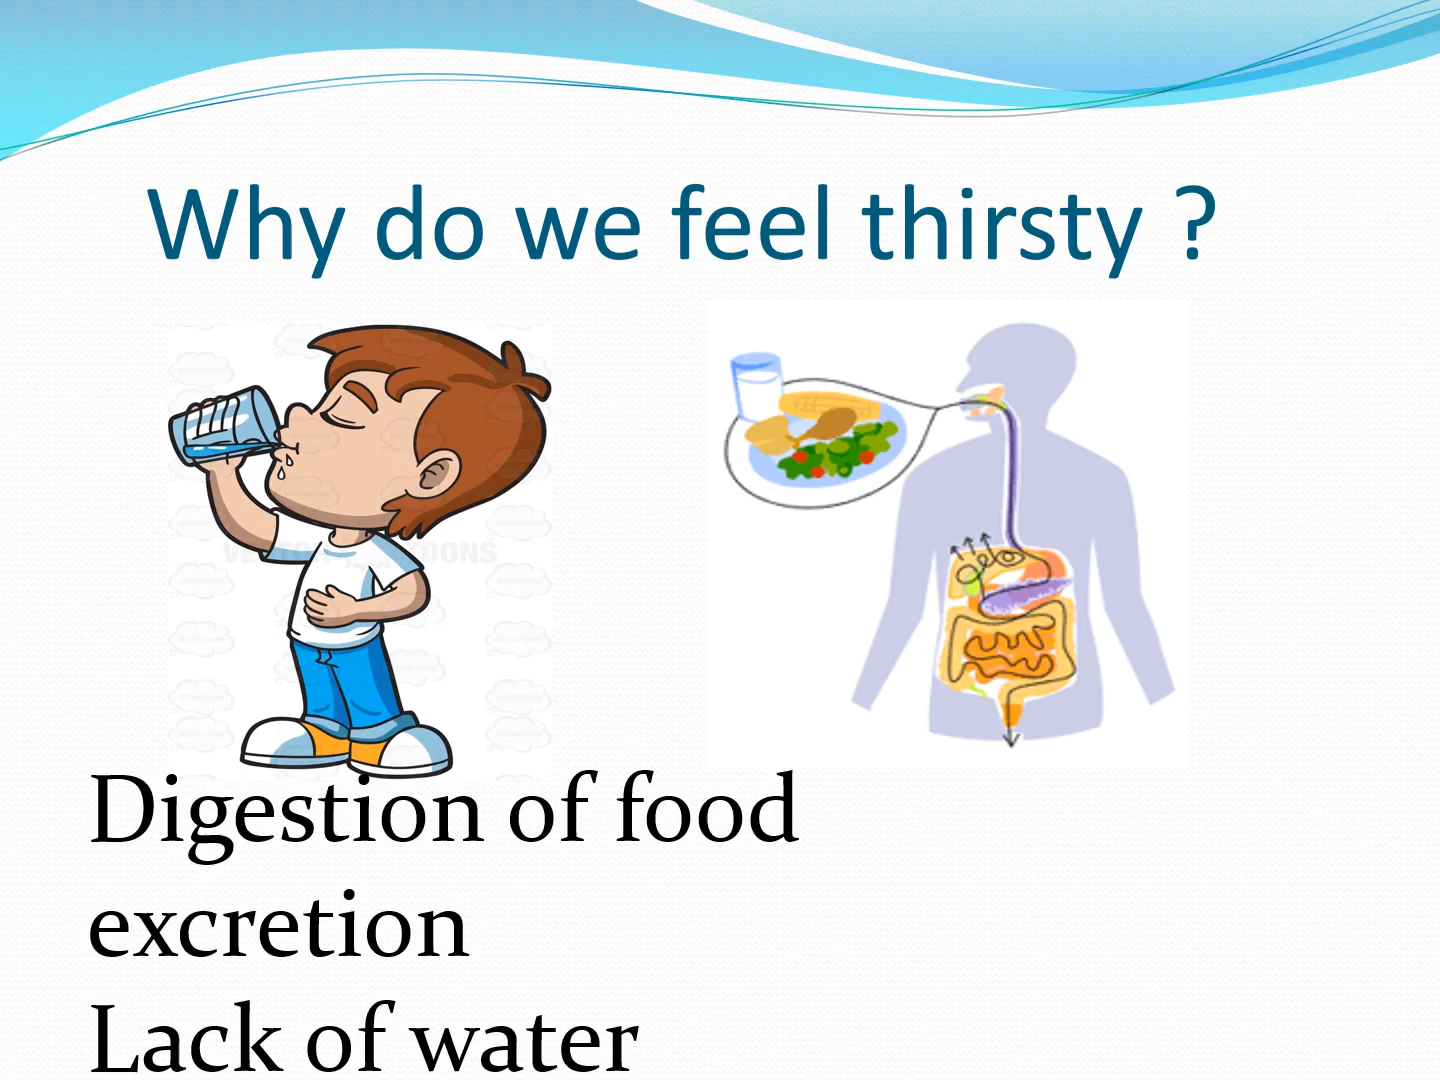 Why do we feel thirsty ?
Digestion of food
excretion
Lack of water